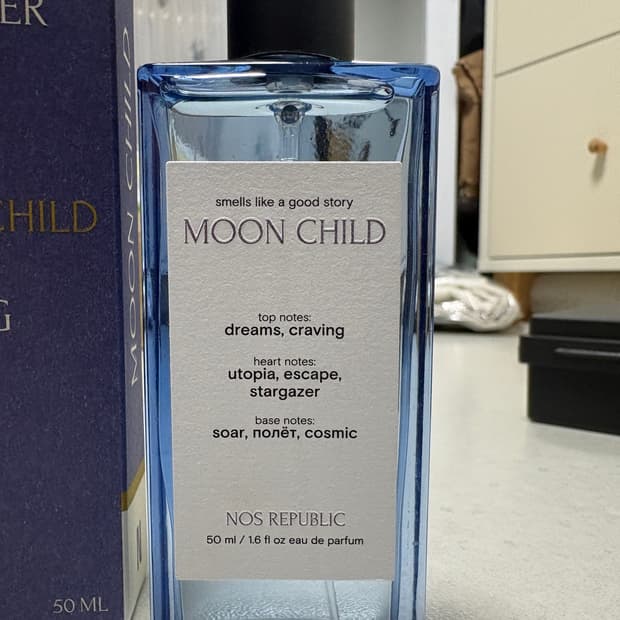 ER
CHILD
G
50 ML
MOON CHILD
smells like a good story
MOON CHILD
top notes:
dreams, craving
heart notes:
utopia, escape,
stargazer
base notes:
soar, полёт, cosmic
NOS REPUBLIC
50 ml / 1.6 fl oz eau de parfum